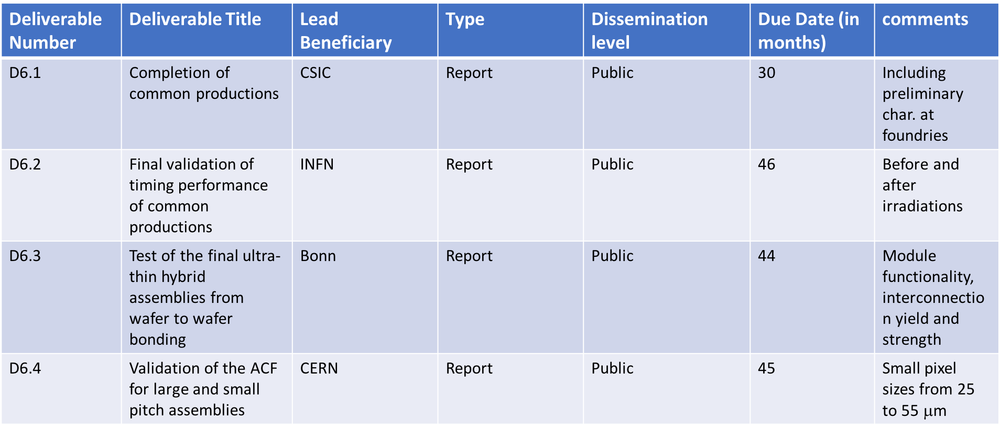 Deliverable Number
Deliverable Title
Lead Beneficiary
Type
Dissemination level
Due Date (in months)
comments
D6.1
Completion of
common productions
CSIC
Report
Public
30
Including
preliminary
char. at
foundries
D6.2
Final validation of
timing performance
of common
productions
INFN
Report
Public
46
Before and
after
irradiations
D6.3
Test of the final ultra-
thin hybrid
assemblies from
wafer to wafer
bonding
Bonn
Report
Public
44
Module
functionality,
interconnectio
n yield and
strength
D6.4
Validation of the ACF
for large and small
pitch assemblies
CERN
Report
Public
45
Small pixel
sizes from 25
to 55 μm